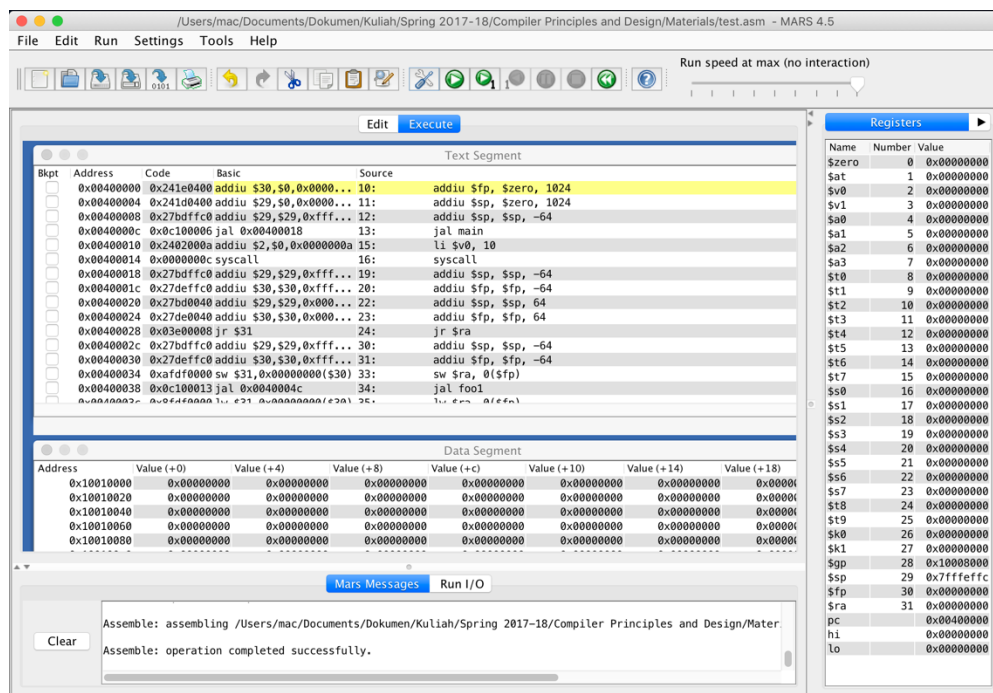 /Users/mac/Documents/Dokumen/Kuliah/Spring 2017-18/Compiler Principles and Design/Materials/test.asm - MARS 4.5
File Edit Run Settings Tools Help
Run speed at max (no interaction)
Edit Execute
Text Segment
Bkpt Address Code Basic Source
0x00400000 0x241e0400 addiu $30,$0,0x0000... 10: addiu $fp, $zero, 1024
0x00400004 0x241d0400 addiu $29,$0,0x0000... 11: addiu $sp, $zero, 1024
0x00400008 0x27bdffc0 addiu $29,$29,0xfff... 12: addiu $sp, $sp, -64
0x0040000c 0x0c100006 jal 0x00400018 13: jal main
0x00400010 0x2402000a addiu $2,$0,0x0000000a 15: li $v0, 10
0x00400014 0x0000000c syscall 16: syscall
0x00400018 0x27bdffc0 addiu $29,$29,0xfff... 19: addiu $sp, $sp, -64
0x0040001c 0x27deffc0 addiu $30,$30,0xfff... 20: addiu $fp, $fp, -64
0x00400020 0x27bd0040 addiu $29,$29,0x000... 22: addiu $sp, $sp, 64
0x00400024 0x27de0040 addiu $30,$30,0x000... 23: addiu $fp, $fp, 64
0x00400028 0x03e00008 jr $31 24: jr $ra
0x0040002c 0x27bdffc0 addiu $29,$29,0xfff... 30: addiu $sp, $sp, -64
0x00400030 0x27deffc0 addiu $30,$30,0xfff... 31: addiu $fp, $fp, -64
0x00400034 0xafdf0000 sw $31,0x00000000($30) 33: sw $ra, 0($fp)
0x00400038 0x0c100013 jal 0x0040004c 34: jal foo1
0x0040003c 0x8fdf0000 lw $31,0x00000000($30) 35: lw $ra, 0($fp)
Data Segment
Address Value (+0) Value (+4) Value (+8) Value (+c) Value (+10) Value (+14) Value (+18)
0x10010000 0x00000000 0x00000000 0x00000000 0x00000000 0x00000000 0x00000000 0x0000
0x10010020 0x00000000 0x00000000 0x00000000 0x00000000 0x00000000 0x00000000 0x0000
0x10010040 0x00000000 0x00000000 0x00000000 0x00000000 0x00000000 0x00000000 0x0000
0x10010060 0x00000000 0x00000000 0x00000000 0x00000000 0x00000000 0x00000000 0x0000
0x10010080 0x00000000 0x00000000 0x00000000 0x00000000 0x00000000 0x00000000 0x0000
Mars Messages Run I/O
Clear
Assemble: assembling /Users/mac/Documents/Dokumen/Kuliah/Spring 2017-18/Compiler Principles and Design/Mater
Assemble: operation completed successfully.
Registers
Name Number Value
$zero 0 0x00000000
$at 1 0x00000000
$v0 2 0x00000000
$v1 3 0x00000000
$a0 4 0x00000000
$a1 5 0x00000000
$a2 6 0x00000000
$a3 7 0x00000000
$t0 8 0x00000000
$t1 9 0x00000000
$t2 10 0x00000000
$t3 11 0x00000000
$t4 12 0x00000000
$t5 13 0x00000000
$t6 14 0x00000000
$t7 15 0x00000000
$s0 16 0x00000000
$s1 17 0x00000000
$s2 18 0x00000000
$s3 19 0x00000000
$s4 20 0x00000000
$s5 21 0x00000000
$s6 22 0x00000000
$s7 23 0x00000000
$t8 24 0x00000000
$t9 25 0x00000000
$k0 26 0x00000000
$k1 27 0x00000000
$gp 28 0x10008000
$sp 29 0x7fffeffc
$fp 30 0x00000000
$ra 31 0x00000000
pc 0x00400000
hi 0x00000000
lo 0x00000000